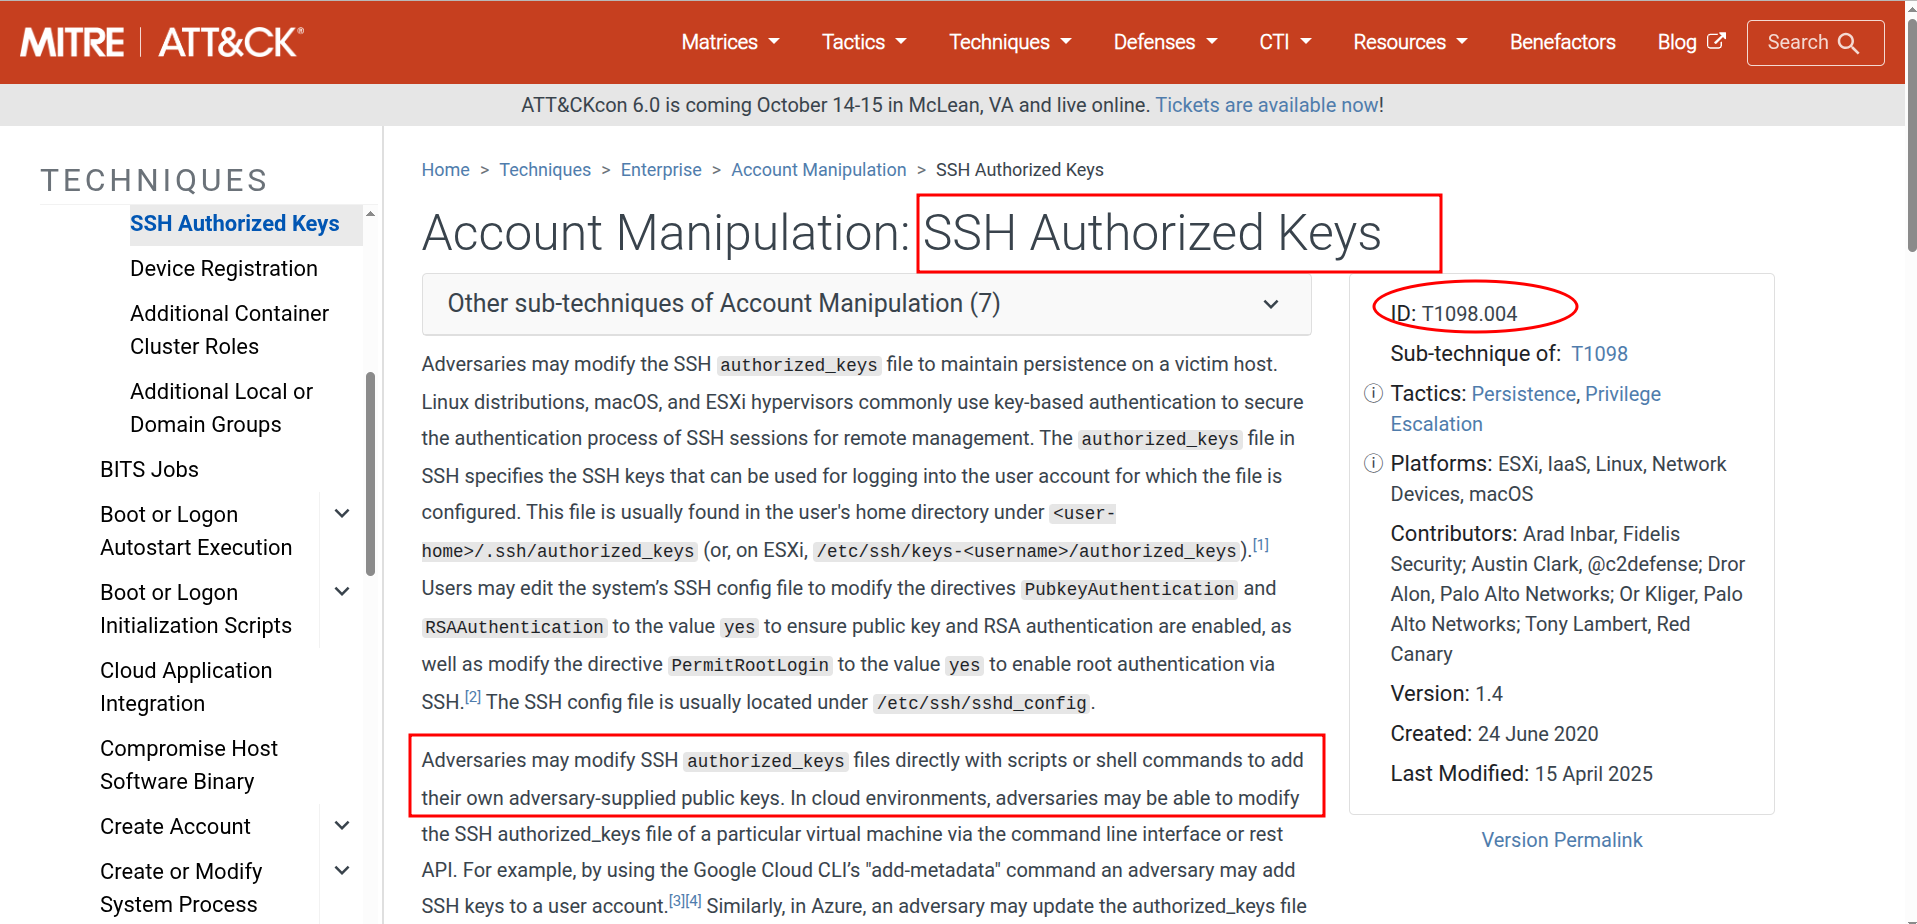 MITRE | ATT&CK®
Matrices Tactics Techniques Defenses CTI Resources Benefactors Blog Search
ATT&CKcon 6.0 is coming October 14-15 in McLean, VA and live online. Tickets are available now!
TECHNIQUES
SSH Authorized Keys
Device Registration
Additional Container
Cluster Roles
Additional Local or
Domain Groups
BITS Jobs
Boot or Logon
Autostart Execution
Boot or Logon
Initialization Scripts
Cloud Application
Integration
Compromise Host
Software Binary
Create Account
Create or Modify
System Process
Home > Techniques > Enterprise > Account Manipulation > SSH Authorized Keys
Account Manipulation: SSH Authorized Keys
Other sub-techniques of Account Manipulation (7)
Adversaries may modify the SSH authorized_keys file to maintain persistence on a victim host.
Linux distributions, macOS, and ESXi hypervisors commonly use key-based authentication to secure
the authentication process of SSH sessions for remote management. The authorized_keys file in
SSH specifies the SSH keys that can be used for logging into the user account for which the file is
configured. This file is usually found in the user's home directory under <user-
home>/.ssh/authorized_keys (or, on ESXi, /etc/ssh/keys-<username>/authorized_keys).[1]
Users may edit the system’s SSH config file to modify the directives PubkeyAuthentication and
RSAAuthentication to the value yes to ensure public key and RSA authentication are enabled, as
well as modify the directive PermitRootLogin to the value yes to enable root authentication via
SSH.[2] The SSH config file is usually located under /etc/ssh/sshd_config.
Adversaries may modify SSH authorized_keys files directly with scripts or shell commands to add
their own adversary-supplied public keys. In cloud environments, adversaries may be able to modify
the SSH authorized_keys file of a particular virtual machine via the command line interface or rest
API. For example, by using the Google Cloud CLI’s "add-metadata" command an adversary may add
SSH keys to a user account.[3][4] Similarly, in Azure, an adversary may update the authorized_keys file
ID: T1098.004
Sub-technique of: T1098
Tactics: Persistence, Privilege
Escalation
Platforms: ESXi, IaaS, Linux, Network
Devices, macOS
Contributors: Arad Inbar, Fidelis
Security; Austin Clark, @c2defense; Dror
Alon, Palo Alto Networks; Or Kliger, Palo
Alto Networks; Tony Lambert, Red
Canary
Version: 1.4
Created: 24 June 2020
Last Modified: 15 April 2025
Version Permalink